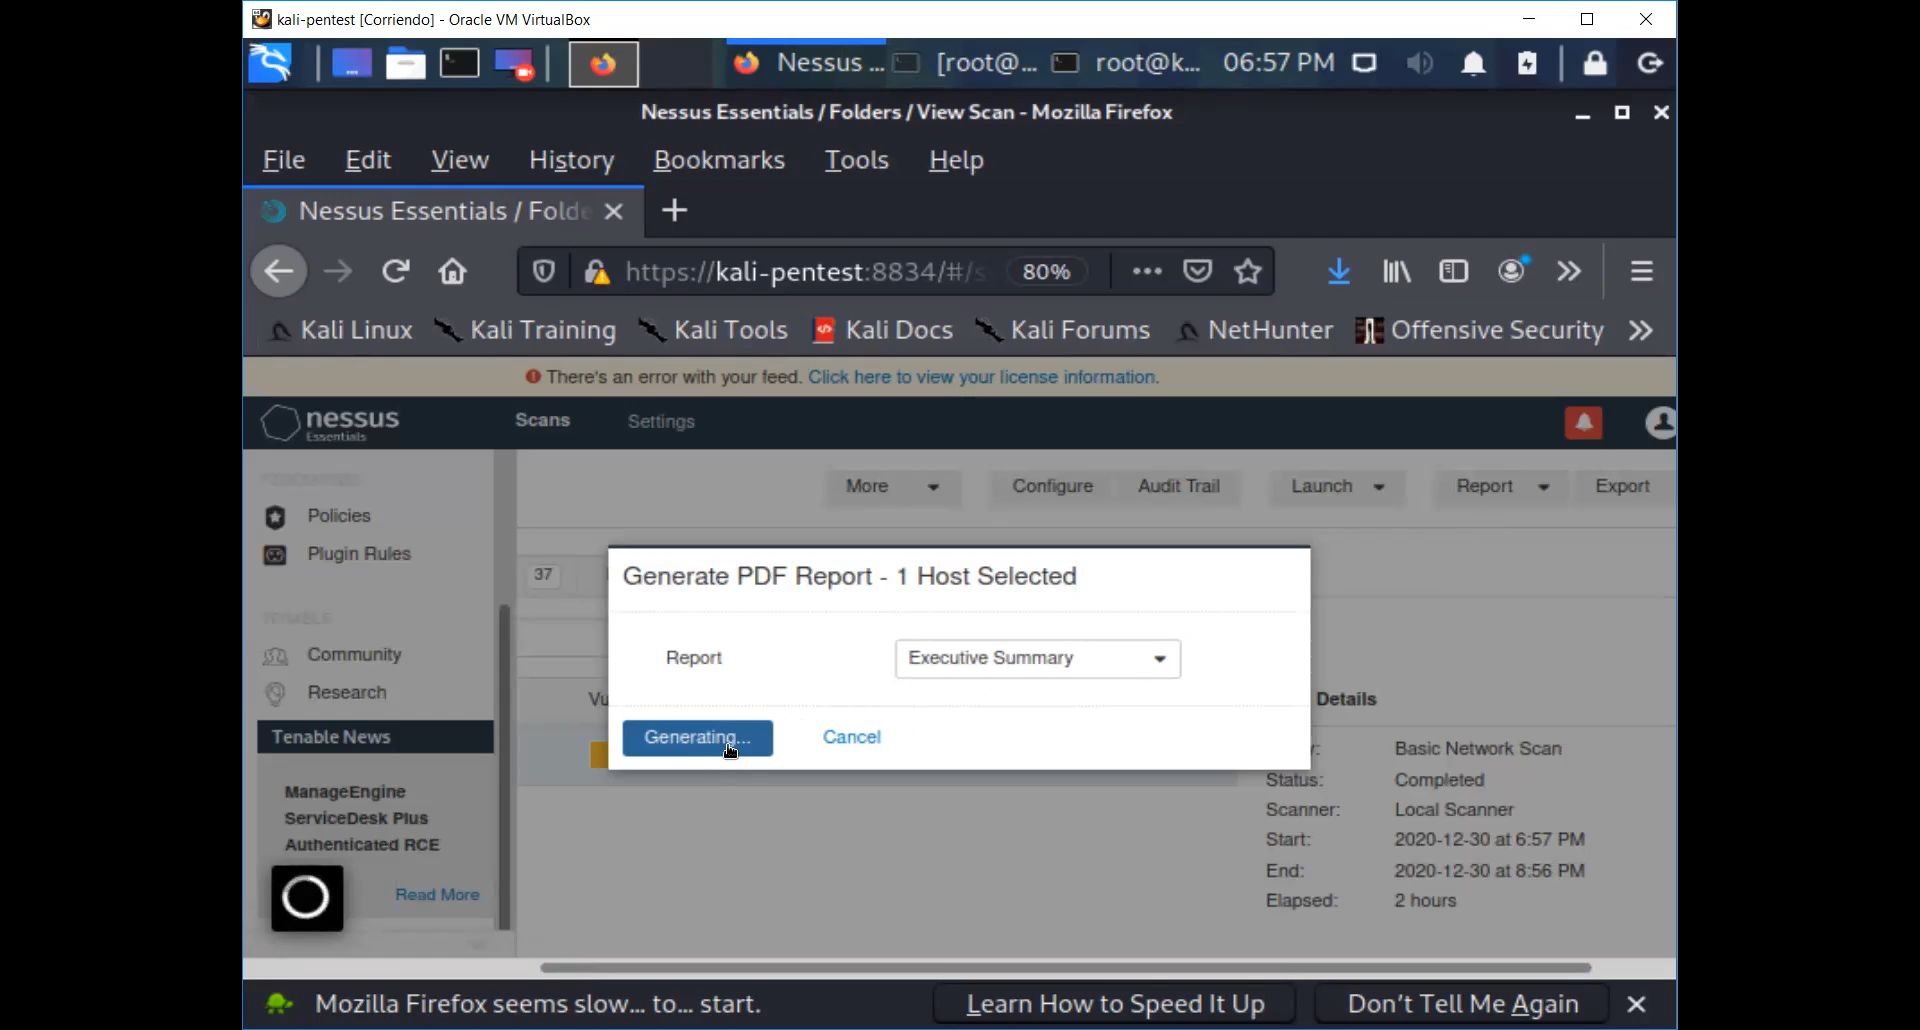 kali-pentest [Corriendo] - Oracle VM VirtualBox
Nessus ...
[root@...
root@k...
06:57 PM
Nessus Essentials / Folders / View Scan - Mozilla Firefox
File Edit View History Bookmarks Tools Help
Nessus Essentials / Folde
https://kali-pentest:8834/#/s 80%
Kali Linux Kali Training Kali Tools Kali Docs Kali Forums NetHunter Offensive Security
There's an error with your feed. Click here to view your license information.
nessus
Essentials
Scans Settings
More Configure Audit Trail Launch Report Export
Policies
Plugin Rules
TENABLE
Community
Research
Tenable News
ManageEngine
ServiceDesk Plus
Authenticated RCE
Read More
37
Generate PDF Report - 1 Host Selected
Report Executive Summary
Generating... Cancel
Vu
Details
Basic Network Scan
Status: Completed
Scanner: Local Scanner
Start: 2020-12-30 at 6:57 PM
End: 2020-12-30 at 8:56 PM
Elapsed: 2 hours
Mozilla Firefox seems slow... to... start.
Learn How to Speed It Up
Don't Tell Me Again